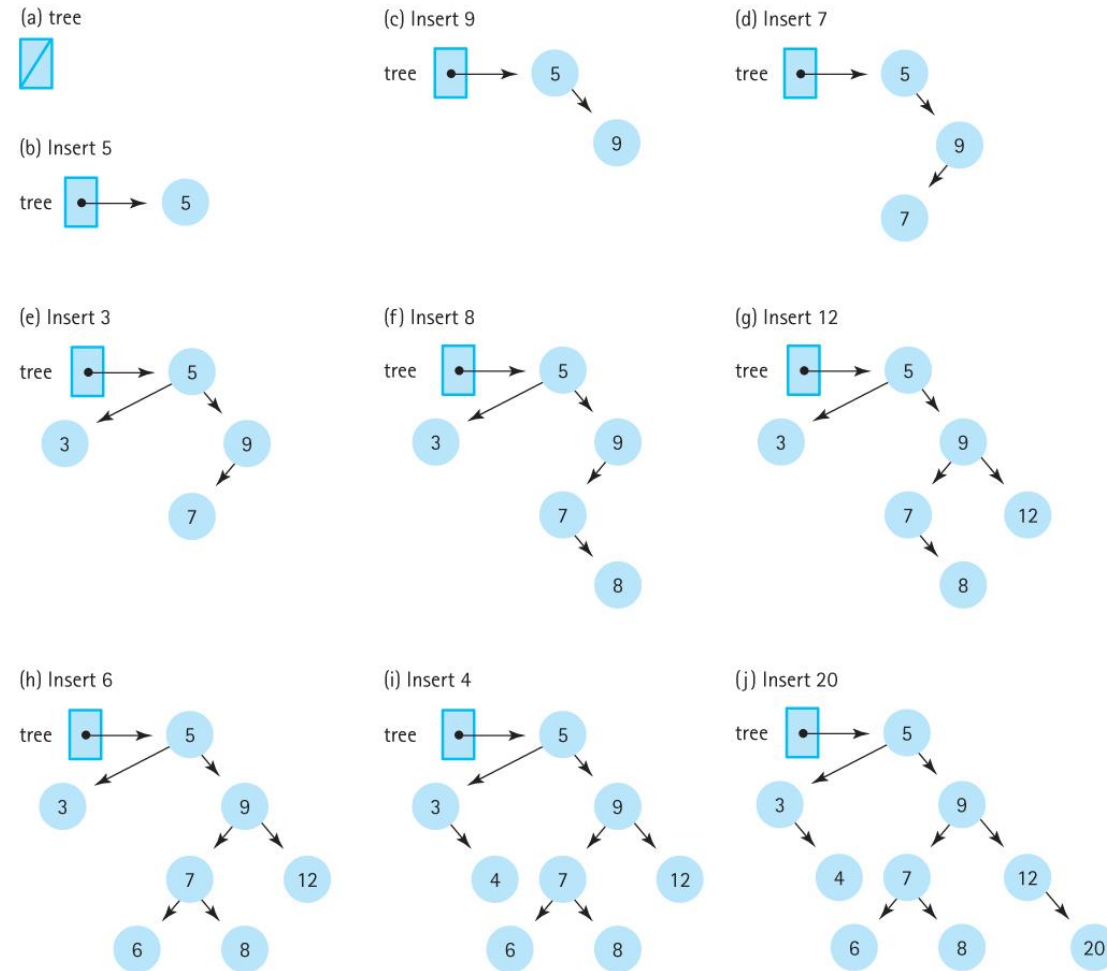 (a) tree
(b) Insert 5
tree 5
(c) Insert 9
tree 5
9
(d) Insert 7
tree 5
9
7
(e) Insert 3
tree 5
3 9
7
(f) Insert 8
tree 5
3 9
7
8
(g) Insert 12
tree 5
3 9
7 12
8
(h) Insert 6
tree 5
3 9
7 12
6 8
(i) Insert 4
tree 5
3 9
4 7 12
6 8
(j) Insert 20
tree 5
3 9
4 7 12
6 8 20